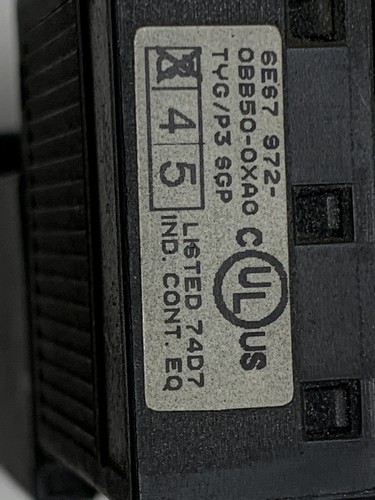 6ES7 972-
0BB50-0XA0
TYG/P3 SGP
X 4 5
C UL US
LISTED 74D7
IND. CONT. EQ